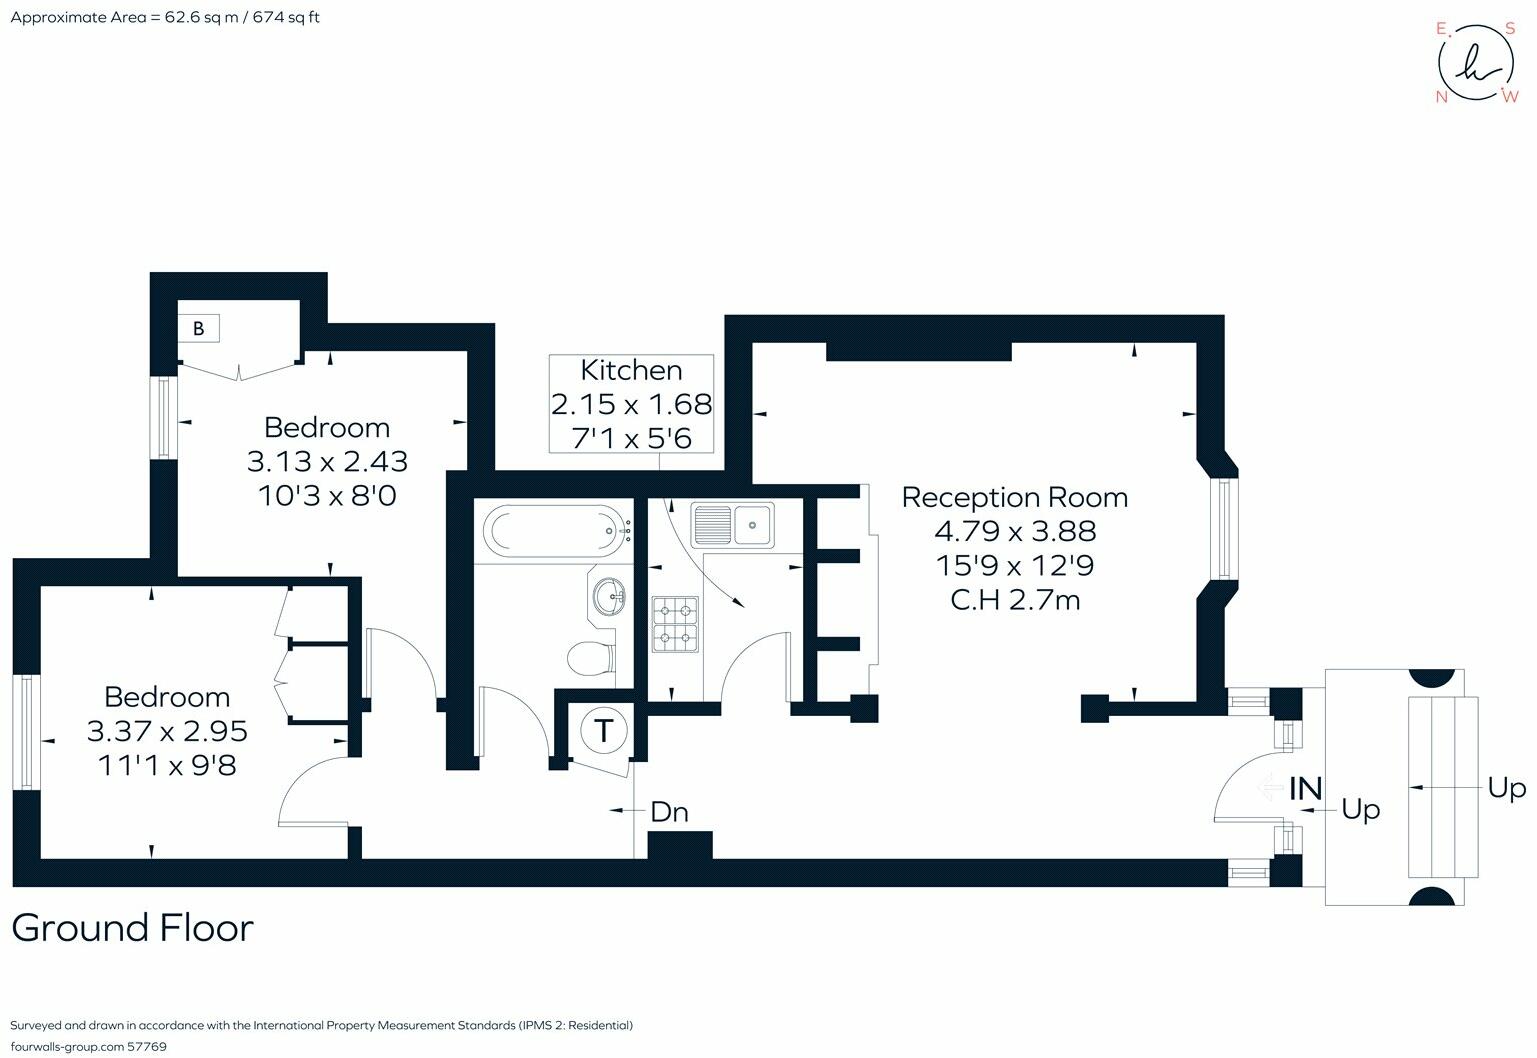 Approximate Area = 62.6 sq m / 674 sq ft
E S
N W
B
Kitchen
2.15 x 1.68
7'1 x 5'6
Bedroom
3.13 x 2.43
10'3 x 8'0
Reception Room
4.79 x 3.88
15'9 x 12'9
C.H 2.7m
Bedroom
3.37 x 2.95
11'1 x 9'8
T
Dn
IN
Up
Up
Ground Floor
Surveyed and drawn in accordance with the International Property Measurement Standards (IPMS 2: Residential)
fourwalls-group.com 57769